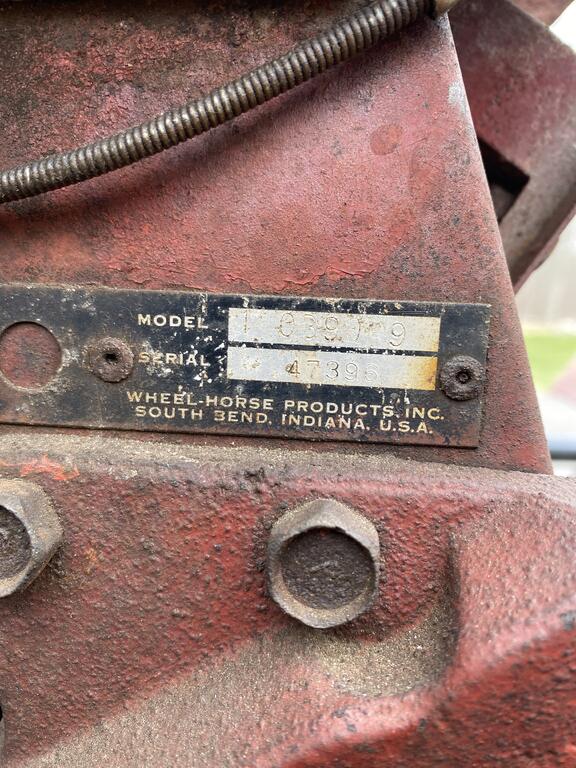 MODEL
SERIAL 47396
WHEEL-HORSE PRODUCTS, INC.
SOUTH BEND, INDIANA, U.S.A.